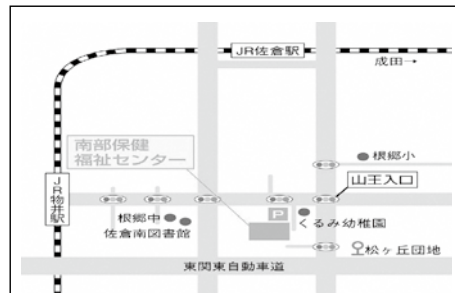 JR佐倉駅
成田→
南部保健
福祉センター
根郷小
JR物井駅
山王入口
P
根郷中
佐倉南図書館
くるみ幼稚園
松ヶ丘団地
東関東自動車道